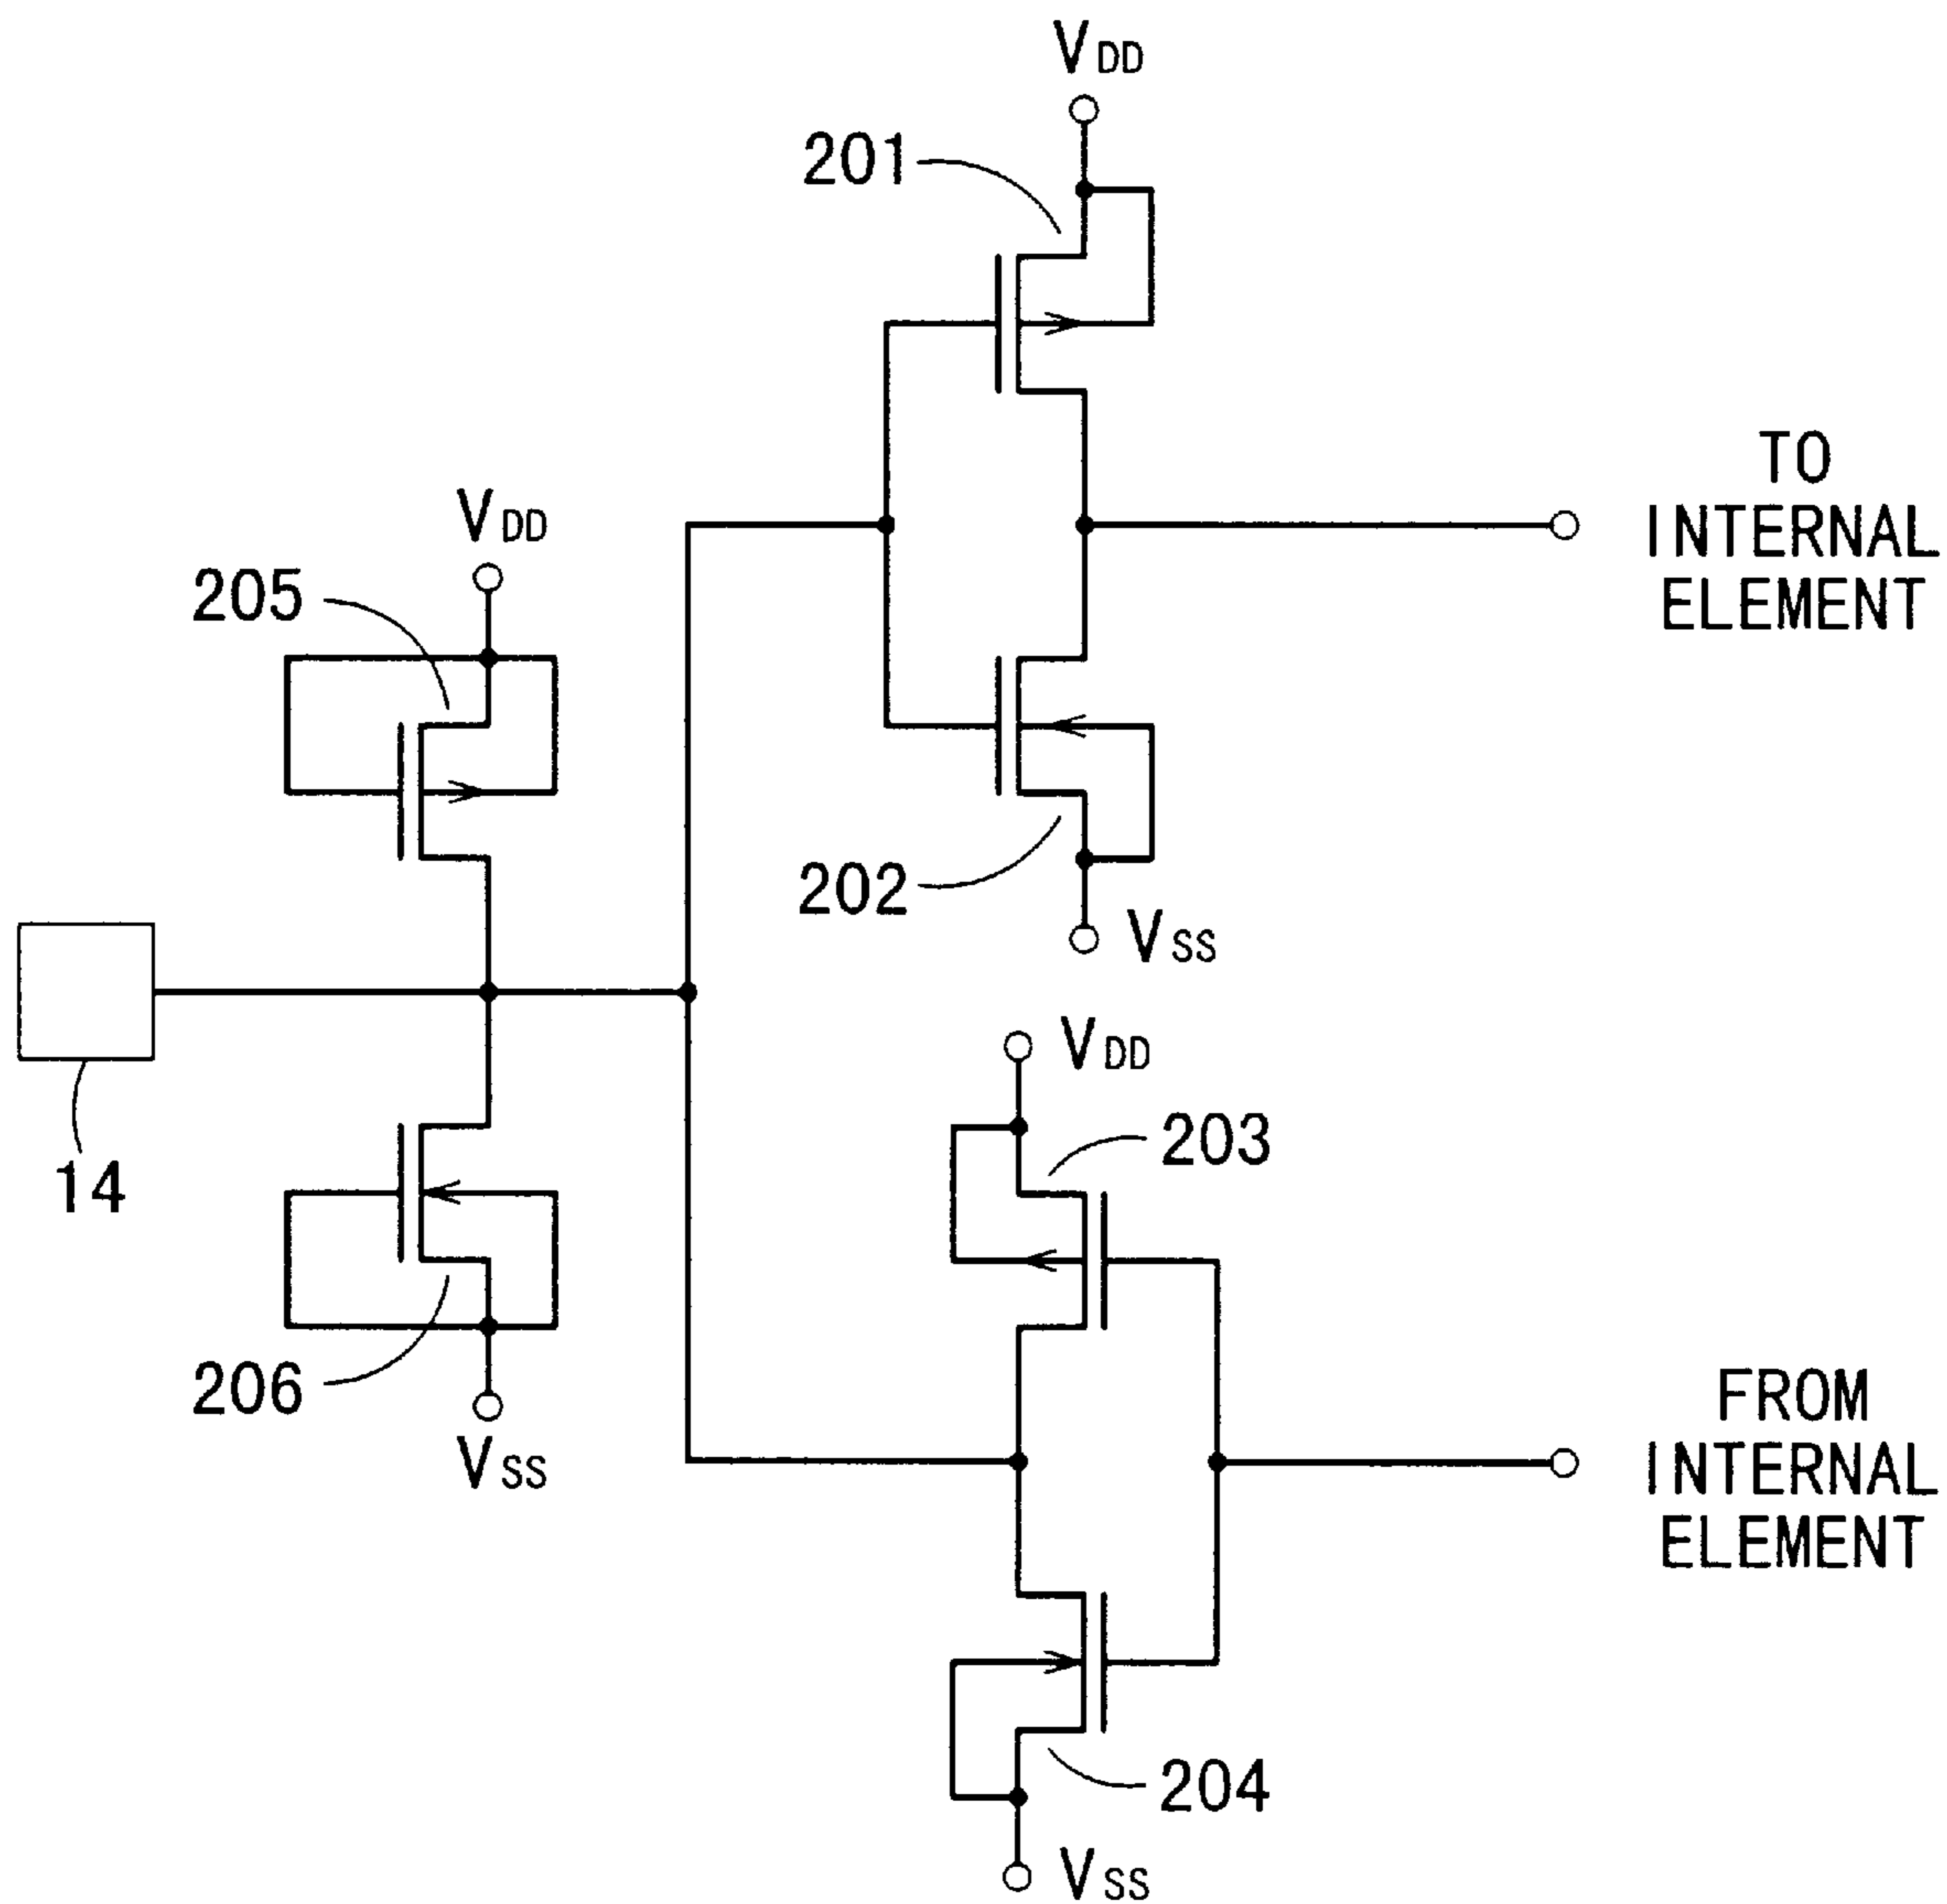 VDD
201
TO
INTERNAL
ELEMENT
VDD
205
202
VSS
14
VDD
203
206
VSS
FROM
INTERNAL
ELEMENT
204
VSS